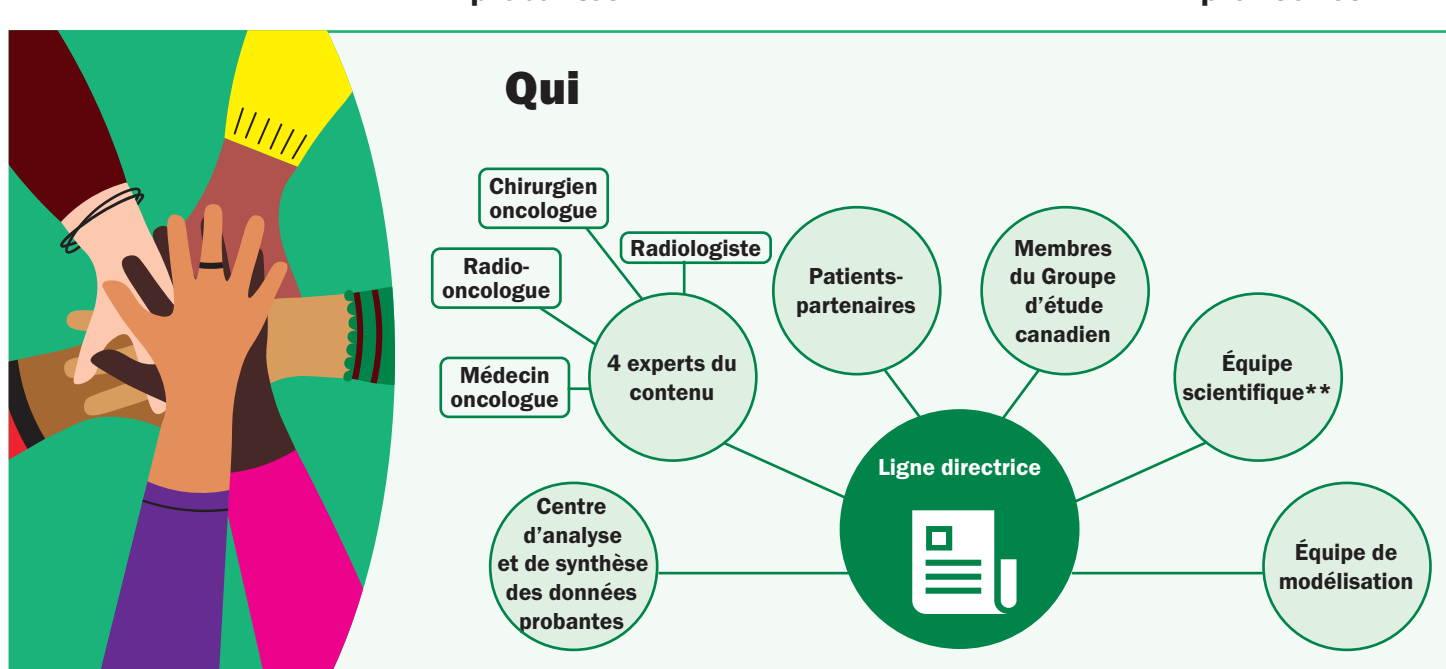 Qui
Chirurgien
oncologue
Radiologiste
Radio-
oncologue
Médecin
oncologue
4 experts du
contenu
Patients-
partenaires
Membres
du Groupe
d'étude
canadien
Équipe
scientifique**
Ligne directrice
Centre
d'analyse
et de synthèse
des données
probantes
Équipe de
modélisation